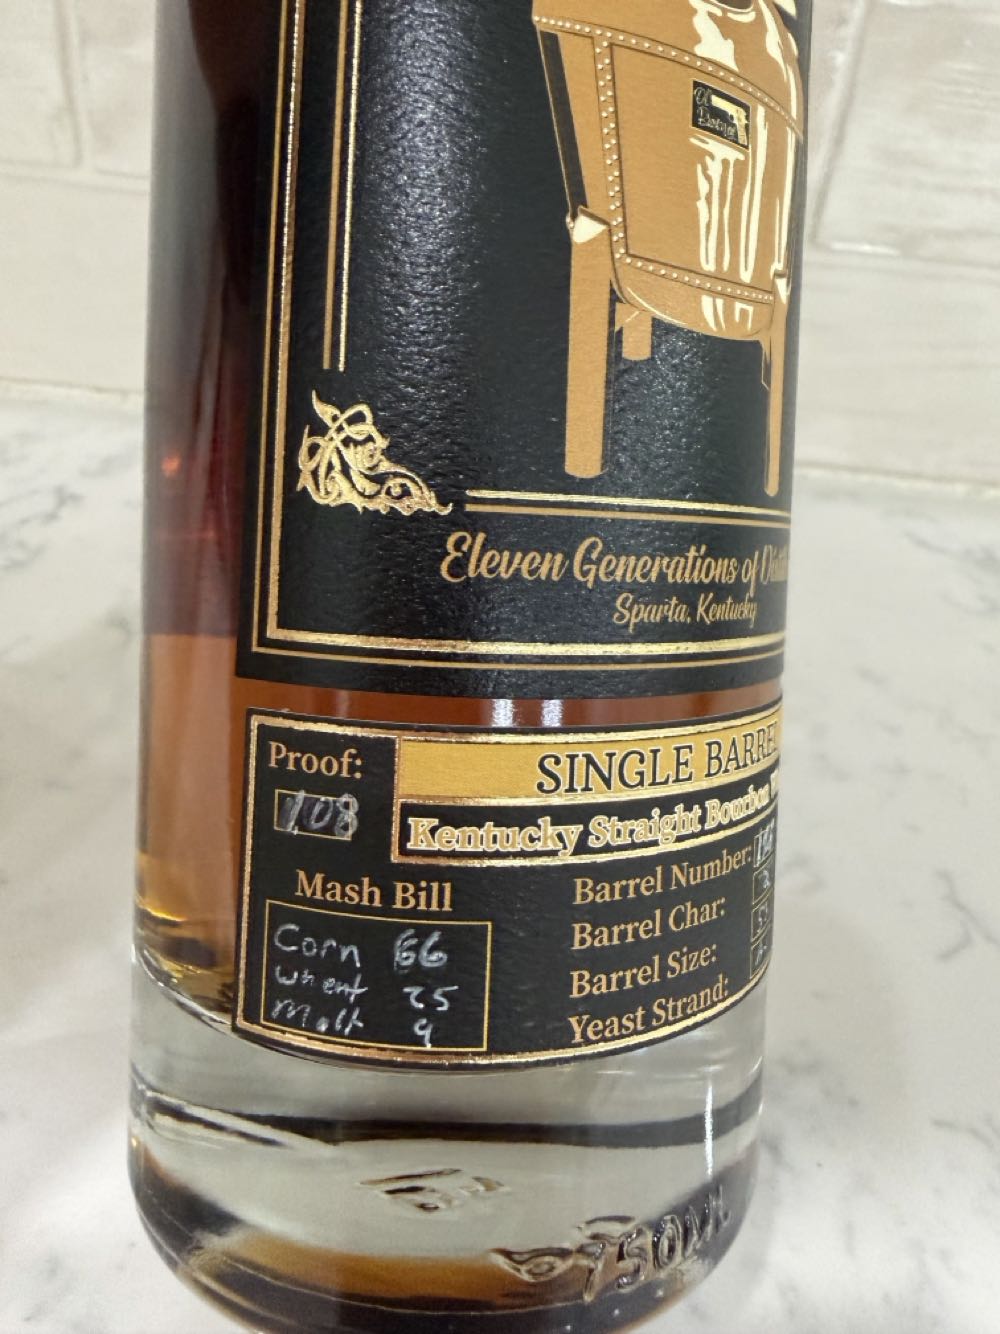 Eleven Generations of
Sparta, Kentucky
Proof:
108
SINGLE BARREL
Kentucky Straight Bourbon
Mash Bill
Corn 66
Wheat 25
Malt 9
Barrel Number:
Barrel Char:
Barrel Size:
Yeast Strand:
750ML